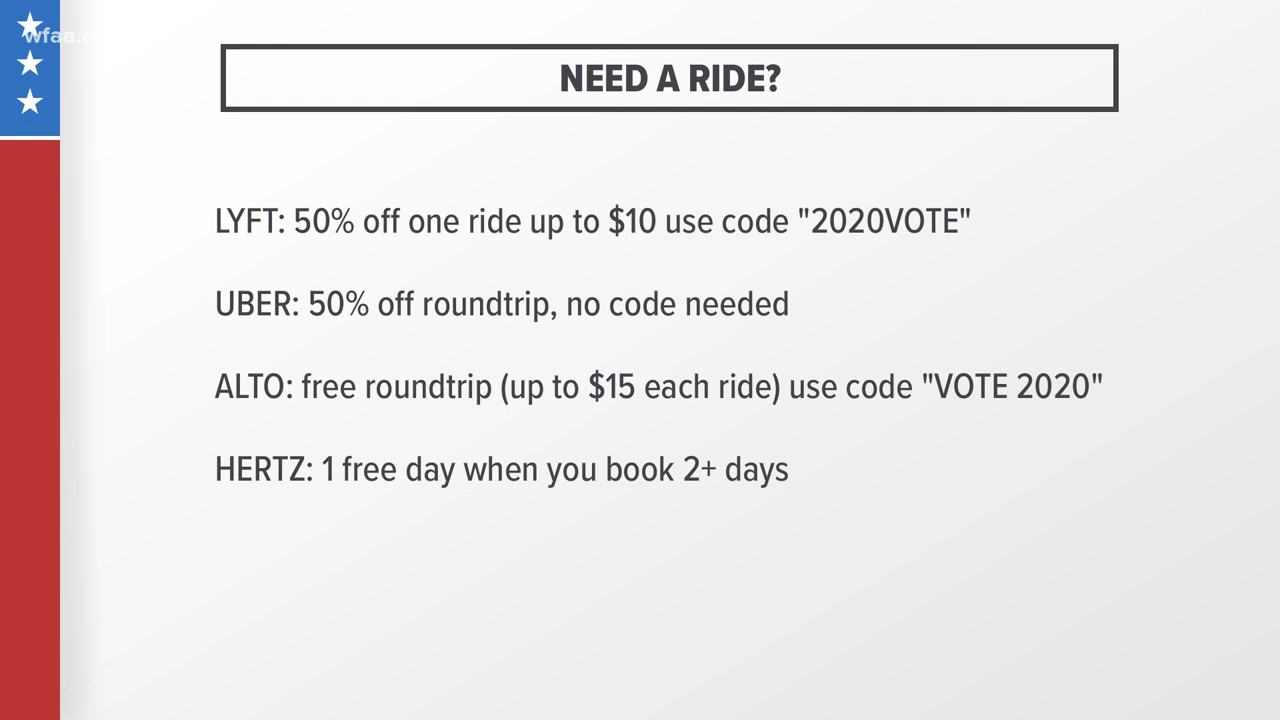 wfaa.c
NEED A RIDE?
LYFT: 50% off one ride up to $10 use code "2020VOTE"
UBER: 50% off roundtrip, no code needed
ALTO: free roundtrip (up to $15 each ride) use code "VOTE 2020"
HERTZ: 1 free day when you book 2+ days